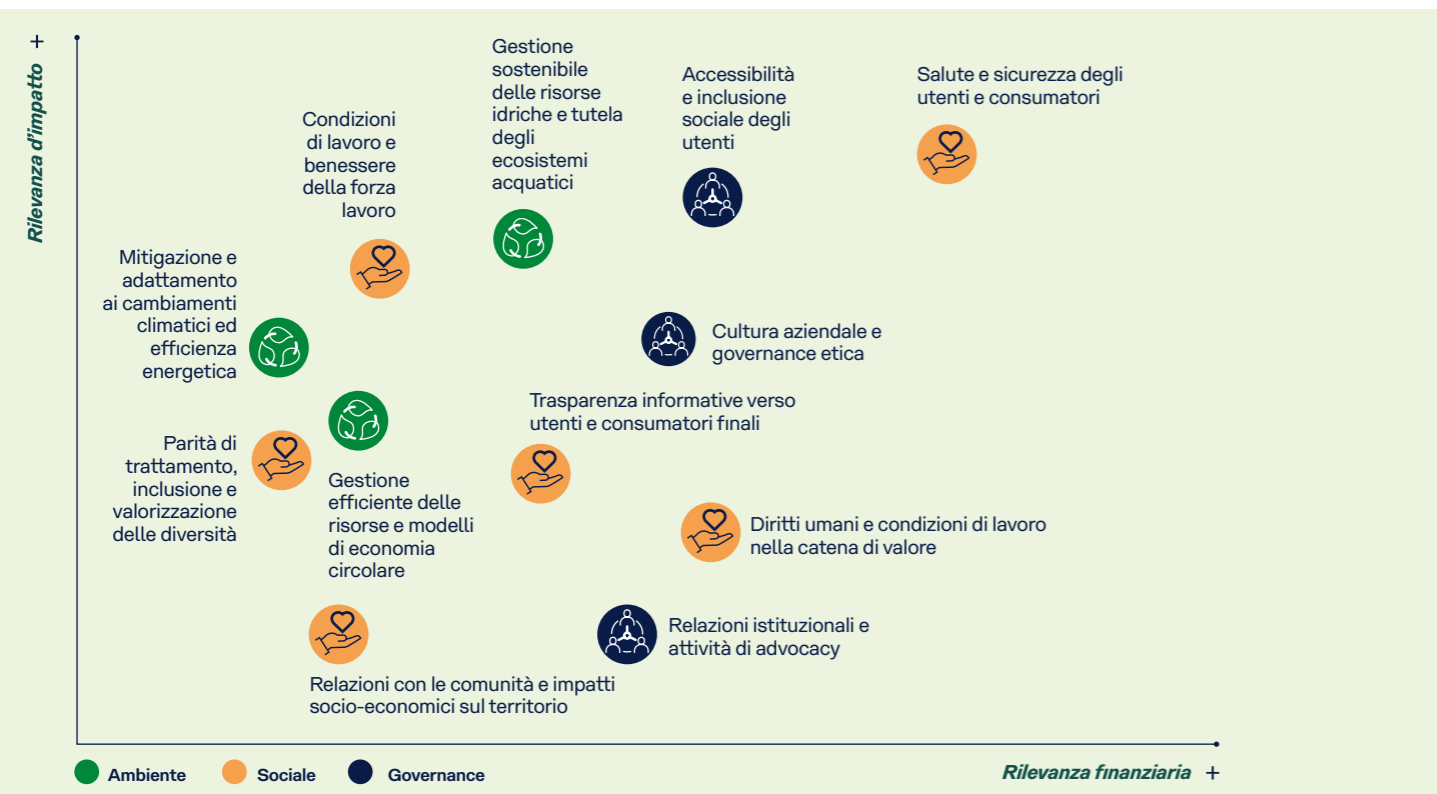 +
Rilevanza d'impatto
Gestione
sostenibile
delle risorse
idriche e tutela
degli
ecosistemi
acquatici
Accessibilità
e inclusione
sociale degli
utenti
Salute e sicurezza degli
utenti e consumatori
Condizioni
di lavoro e
benessere
della forza
lavoro
Mitigazione e
adattamento
ai cambiamenti
climatici ed
efficienza
energetica
Cultura aziendale e
governance etica
Trasparenza informative verso
utenti e consumatori finali
Parità di
trattamento,
inclusione e
valorizzazione
delle diversità
Gestione
efficiente delle
risorse e modelli
di economia
circolare
Diritti umani e condizioni di lavoro
nella catena di valore
Relazioni istituzionali e
attività di advocacy
Relazioni con le comunità e impatti
socio-economici sul territorio
Ambiente
Sociale
Governance
Rilevanza finanziaria +